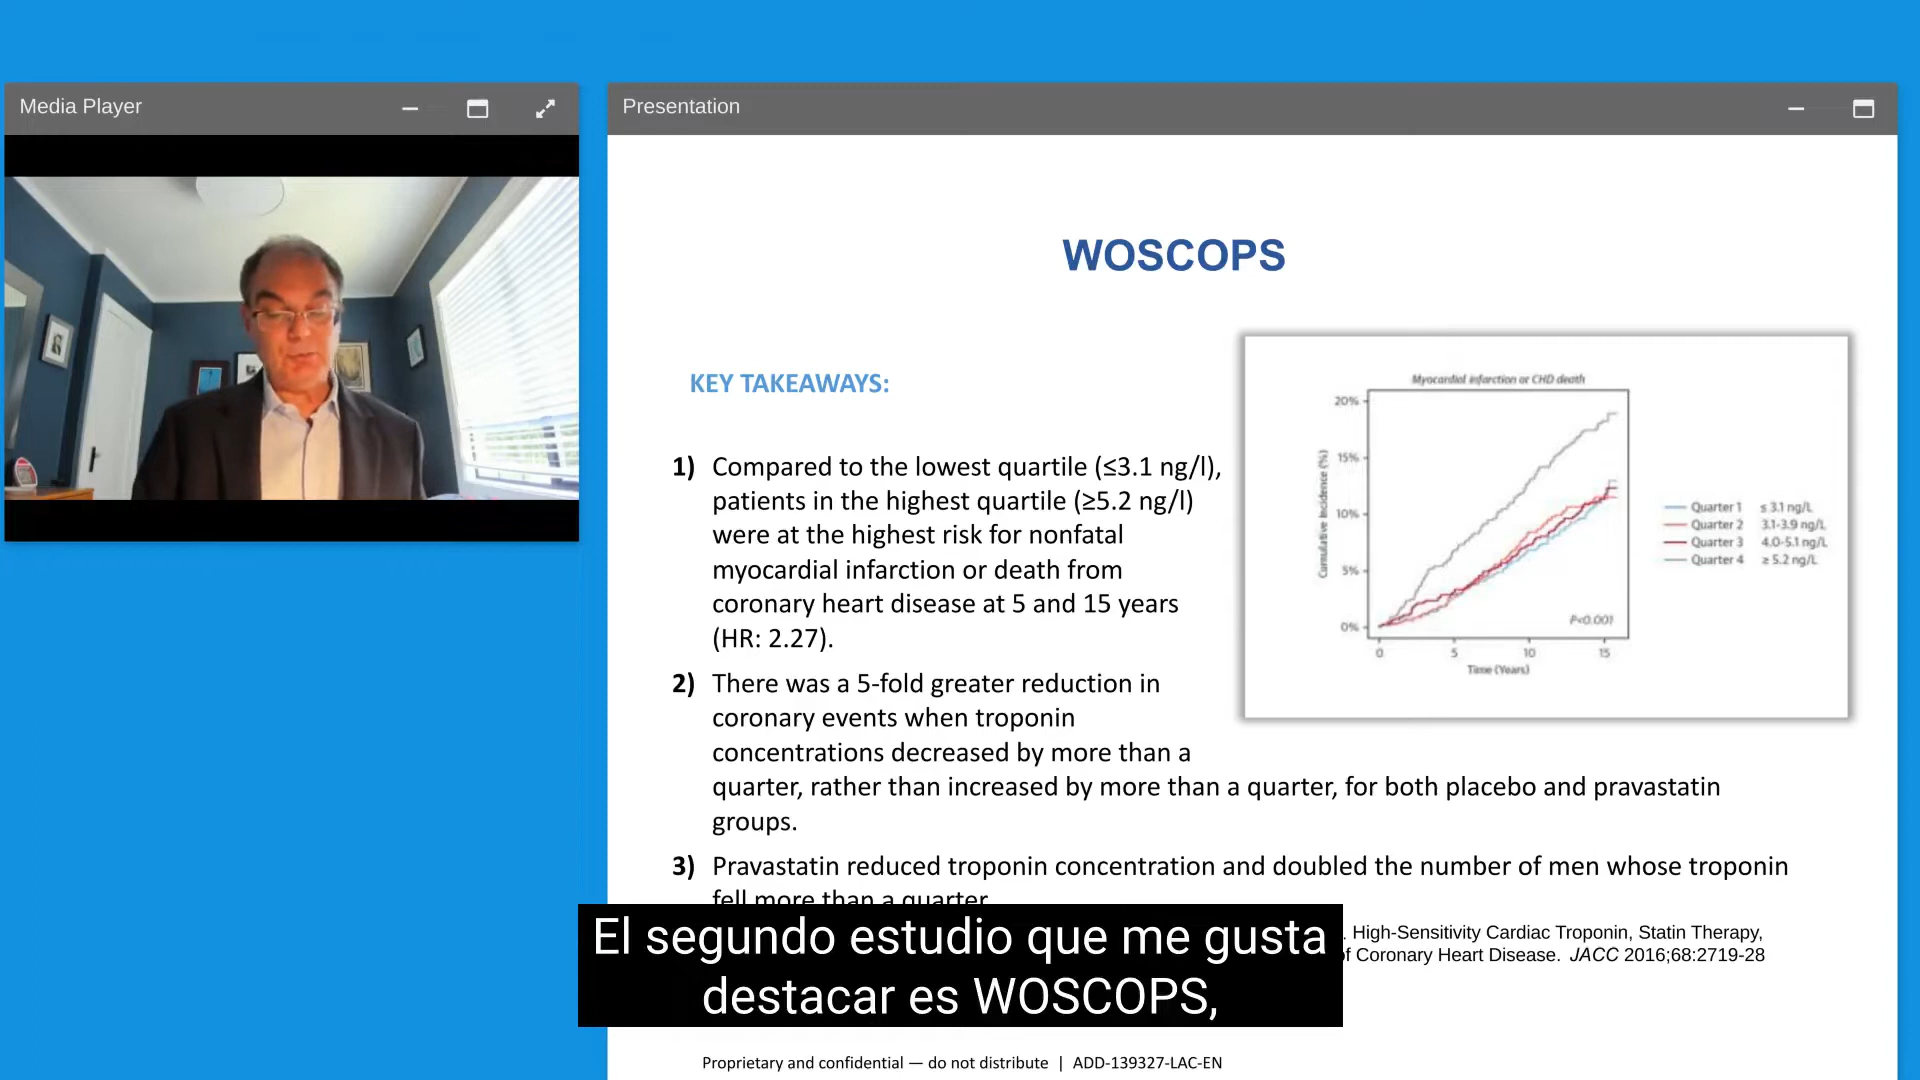 Media Player
Presentation
WOSCOPS
KEY TAKEAWAYS:
1) Compared to the lowest quartile (≤3.1 ng/l),
patients in the highest quartile (≥5.2 ng/l)
were at the highest risk for nonfatal
myocardial infarction or death from
coronary heart disease at 5 and 15 years
(HR: 2.27).
2) There was a 5-fold greater reduction in
coronary events when troponin
concentrations decreased by more than a
quarter, rather than increased by more than a quarter, for both placebo and pravastatin
groups.
3) Pravastatin reduced troponin concentration and doubled the number of men whose troponin
fell more than a quarter
Myocardial infarction or CHD death
Cumulative Incidence (%)
20%
15%
10%
5%
0%
0 5 10 15
Time (Years)
P<0.001
Quarter 1 ≤ 3.1 ng/L
Quarter 2 3.1-3.9 ng/L
Quarter 3 4.0-5.1 ng/L
Quarter 4 ≥ 5.2 ng/L
. High-Sensitivity Cardiac Troponin, Statin Therapy,
of Coronary Heart Disease. JACC 2016;68:2719-28
El segundo estudio que me gusta
destacar es WOSCOPS,
Proprietary and confidential — do not distribute | ADD-139327-LAC-EN